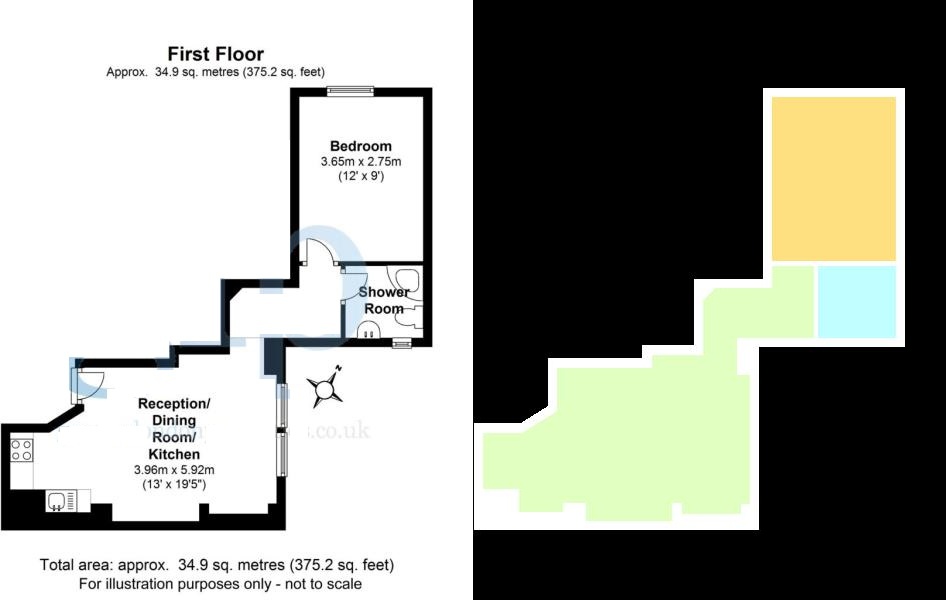 First Floor
Approx. 34.9 sq. metres (375.2 sq. feet)
Bedroom
3.65m x 2.75m
(12' x 9')
Shower
Room
N
Reception/
Dining
Room/
Kitchen
3.96m x 5.92m
(13' x 19'5")
.co.uk
Total area: approx. 34.9 sq. metres (375.2 sq. feet)
For illustration purposes only - not to scale